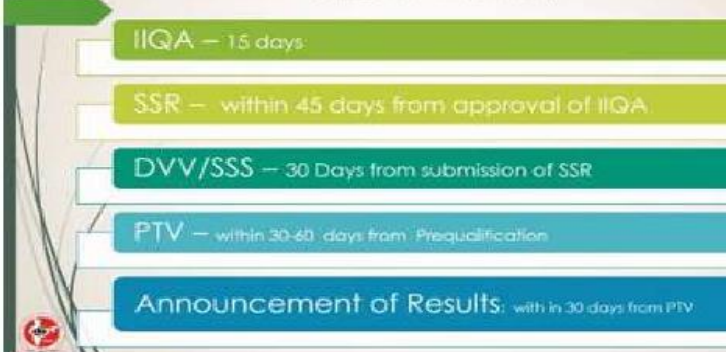 IIQA – 15 days
SSR – within 45 days from approval of IIQA
DVV/SSS – 30 Days from submission of SSR
PTV – within 30-60 days from Prequalification
Announcement of Results: with in 30 days from PTV